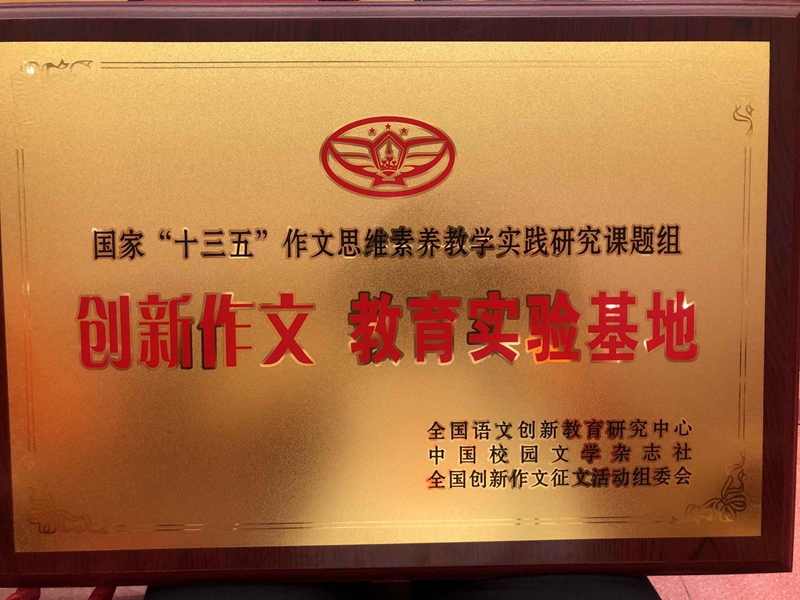 国家“十三五”作文思维素养教学实践研究课题组
创新作文 教育实验基地
全国语文创新教育研究中心
中国校园文学杂志社
全国创新作文征文活动组委会